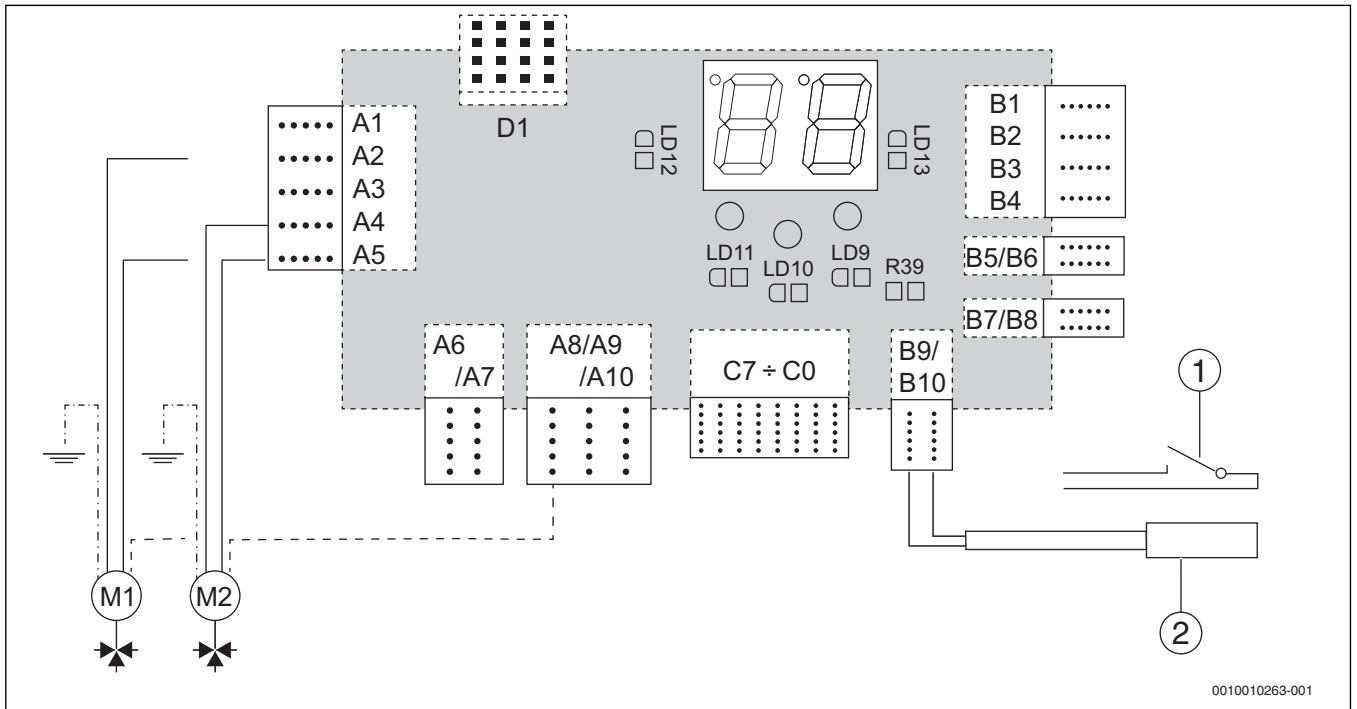 D1
A1
A2
A3
A4
A5
LD12
LD13
B1
B2
B3
B4
B5/B6
B7/B8
LD11
LD10
LD9
R39
A6
/A7
A8/A9
/A10
C7 ÷ C0
B9/
B10
1
2
M1
M2
0010010263-001